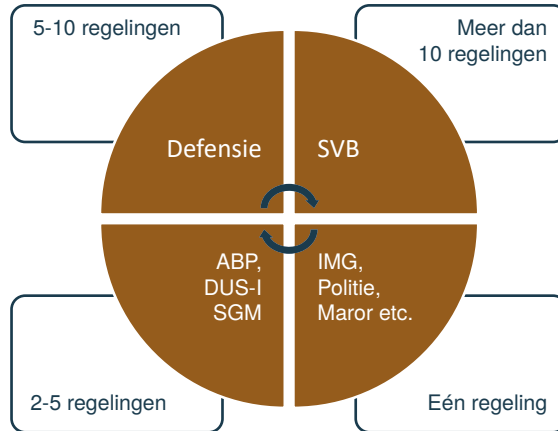 5-10 regelingen
Meer dan
10 regelingen
Defensie
SVB
ABP,
DUS-I
SGM
IMG,
Politie,
Maror etc.
2-5 regelingen
Eén regeling